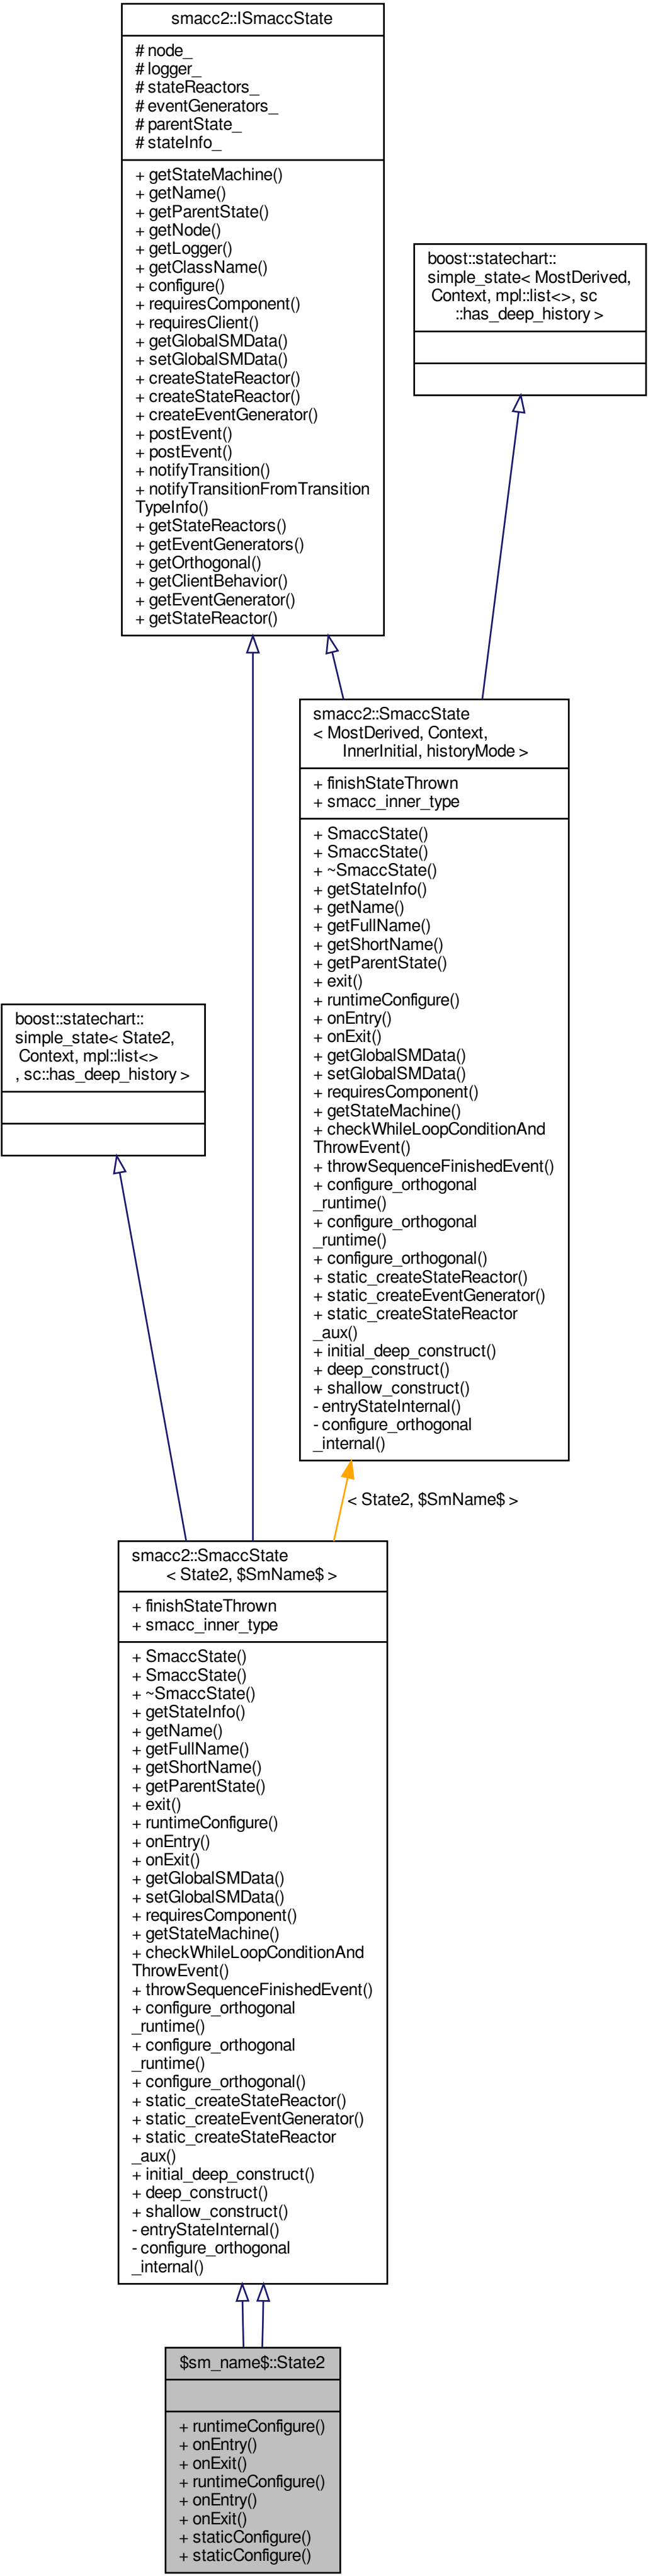 smacc2::ISmaccState
# node_
# logger_
# stateReactors_
# eventGenerators_
# parentState_
# stateInfo_
+ getStateMachine()
+ getName()
+ getParentState()
+ getNode()
+ getLogger()
+ getClassName()
+ configure()
+ requiresComponent()
+ requiresClient()
+ getGlobalSMData()
+ setGlobalSMData()
+ createStateReactor()
+ createStateReactor()
+ createEventGenerator()
+ postEvent()
+ postEvent()
+ notifyTransition()
+ notifyTransitionFromTransition
TypeInfo()
+ getStateReactors()
+ getEventGenerators()
+ getOrthogonal()
+ getClientBehavior()
+ getEventGenerator()
+ getStateReactor()
boost::statechart::
simple_state< MostDerived,
Context, mpl::list<>, sc
::has_deep_history >
smacc2::SmaccState
< MostDerived, Context,
InnerInitial, historyMode >
+ finishStateThrown
+ smacc_inner_type
+ SmaccState()
+ SmaccState()
+ ~SmaccState()
+ getStateInfo()
+ getName()
+ getFullName()
+ getShortName()
+ getParentState()
+ exit()
+ runtimeConfigure()
+ onEntry()
+ onExit()
+ getGlobalSMData()
+ setGlobalSMData()
+ requiresComponent()
+ getStateMachine()
+ checkWhileLoopConditionAnd
ThrowEvent()
+ throwSequenceFinishedEvent()
+ configure_orthogonal
_runtime()
+ configure_orthogonal
_runtime()
+ configure_orthogonal()
+ static_createStateReactor()
+ static_createEventGenerator()
+ static_createStateReactor
_aux()
+ initial_deep_construct()
+ deep_construct()
+ shallow_construct()
- entryStateInternal()
- configure_orthogonal
_internal()
boost::statechart::
simple_state< State2,
Context, mpl::list<>
, sc::has_deep_history >
< State2, $SmName$ >
smacc2::SmaccState
< State2, $SmName$ >
+ finishStateThrown
+ smacc_inner_type
+ SmaccState()
+ SmaccState()
+ ~SmaccState()
+ getStateInfo()
+ getName()
+ getFullName()
+ getShortName()
+ getParentState()
+ exit()
+ runtimeConfigure()
+ onEntry()
+ onExit()
+ getGlobalSMData()
+ setGlobalSMData()
+ requiresComponent()
+ getStateMachine()
+ checkWhileLoopConditionAnd
ThrowEvent()
+ throwSequenceFinishedEvent()
+ configure_orthogonal
_runtime()
+ configure_orthogonal
_runtime()
+ configure_orthogonal()
+ static_createStateReactor()
+ static_createEventGenerator()
+ static_createStateReactor
_aux()
+ initial_deep_construct()
+ deep_construct()
+ shallow_construct()
- entryStateInternal()
- configure_orthogonal
_internal()
$sm_name$::State2
+ runtimeConfigure()
+ onEntry()
+ onExit()
+ runtimeConfigure()
+ onEntry()
+ onExit()
+ staticConfigure()
+ staticConfigure()